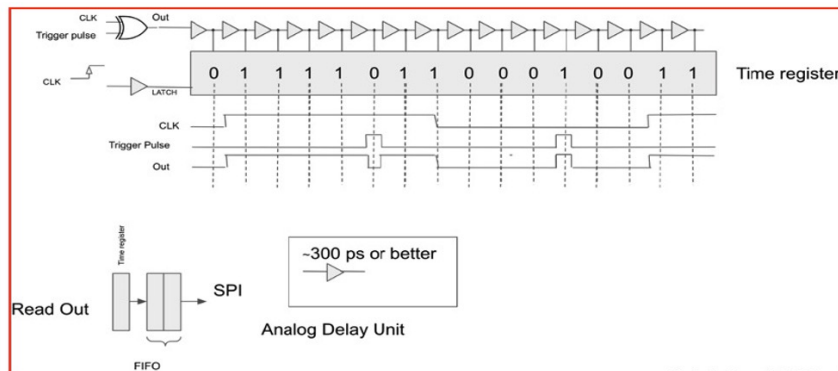 CLK
Trigger pulse
Out
CLK
LATCH
0 1 1 1 1 0 1 1 0 0 0 1 0 0 1 1
Time register
CLK
Trigger Pulse
Out
Time register
Read Out
SPI
FIFO
~300 ps or better
Analog Delay Unit